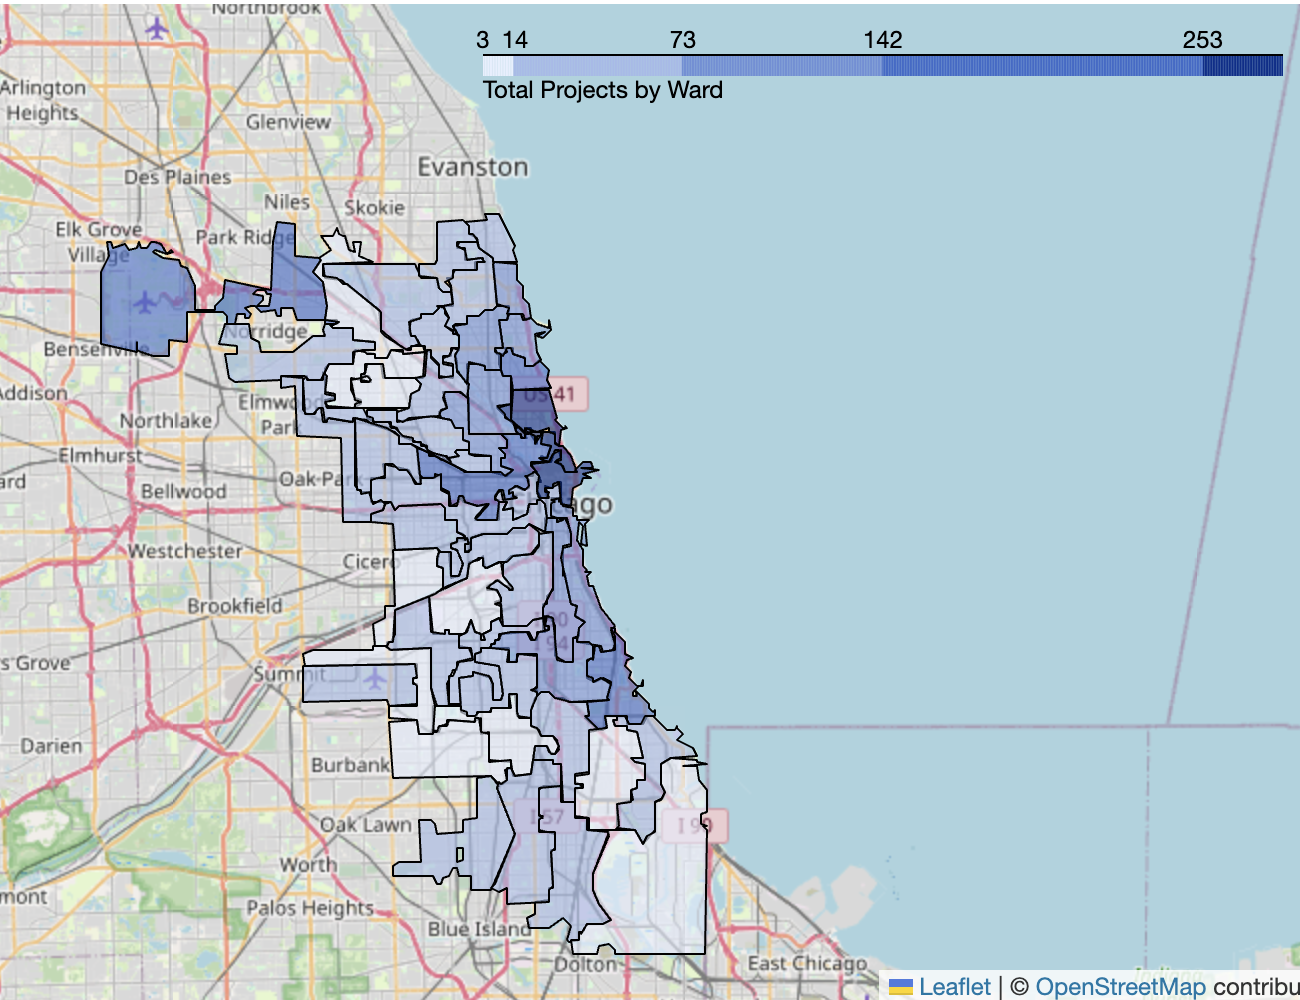 Northbrook
3 14 73 142 253
Total Projects by Ward
Arlington
Heights
Glenview
Evanston
Des Plaines
Niles
Skokie
Elk Grove
Village
Park Ridge
Norridge
Bensenville
US 41
Addison
Elmwood
Park
Northlake
Elmhurst
Oak Park
ard
Bellwood
Chicago
Westchester
Cicero
Brookfield
I 90
I 94
s Grove
Summit
Darien
Burbank
I 57
I 90
Oak Lawn
Worth
mont
Palos Heights
Blue Island
Dolton
East Chicago
Leaflet | © OpenStreetMap contribu